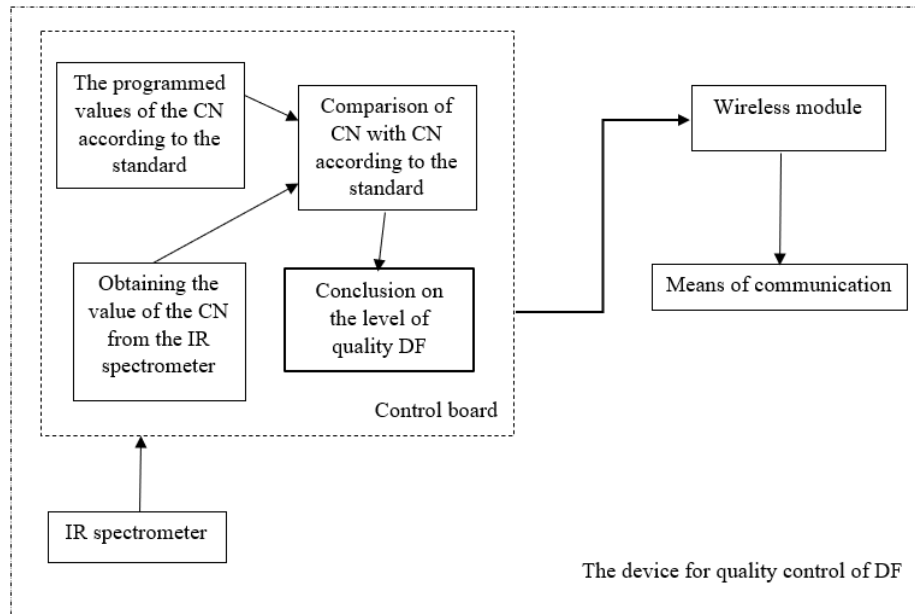 The programmed
values of the CN
according to the
standard
Comparison of
CN with CN
according to the
standard
Wireless module
Obtaining the
value of the CN
from the IR
spectrometer
Conclusion on
the level of
quality DF
Means of communication
Control board
IR spectrometer
The device for quality control of DF